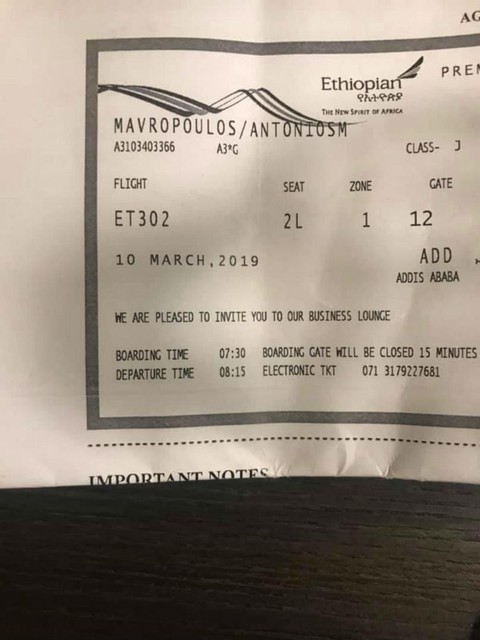 AG
Ethiopian
የኢትዮጵያ
PREM
THE NEW SPIRIT OF AFRICA
MAVROPOULOS/ANTONIOSM
A3103403366 A3*G CLASS- J
FLIGHT SEAT ZONE GATE
ET302 2L 1 12
10 MARCH,2019 ADD
ADDIS ABABA
WE ARE PLEASED TO INVITE YOU TO OUR BUSINESS LOUNGE
BOARDING TIME 07:30 BOARDING GATE WILL BE CLOSED 15 MINUTES
DEPARTURE TIME 08:15 ELECTRONIC TKT 071 3179227681
IMPORTANT NOTES